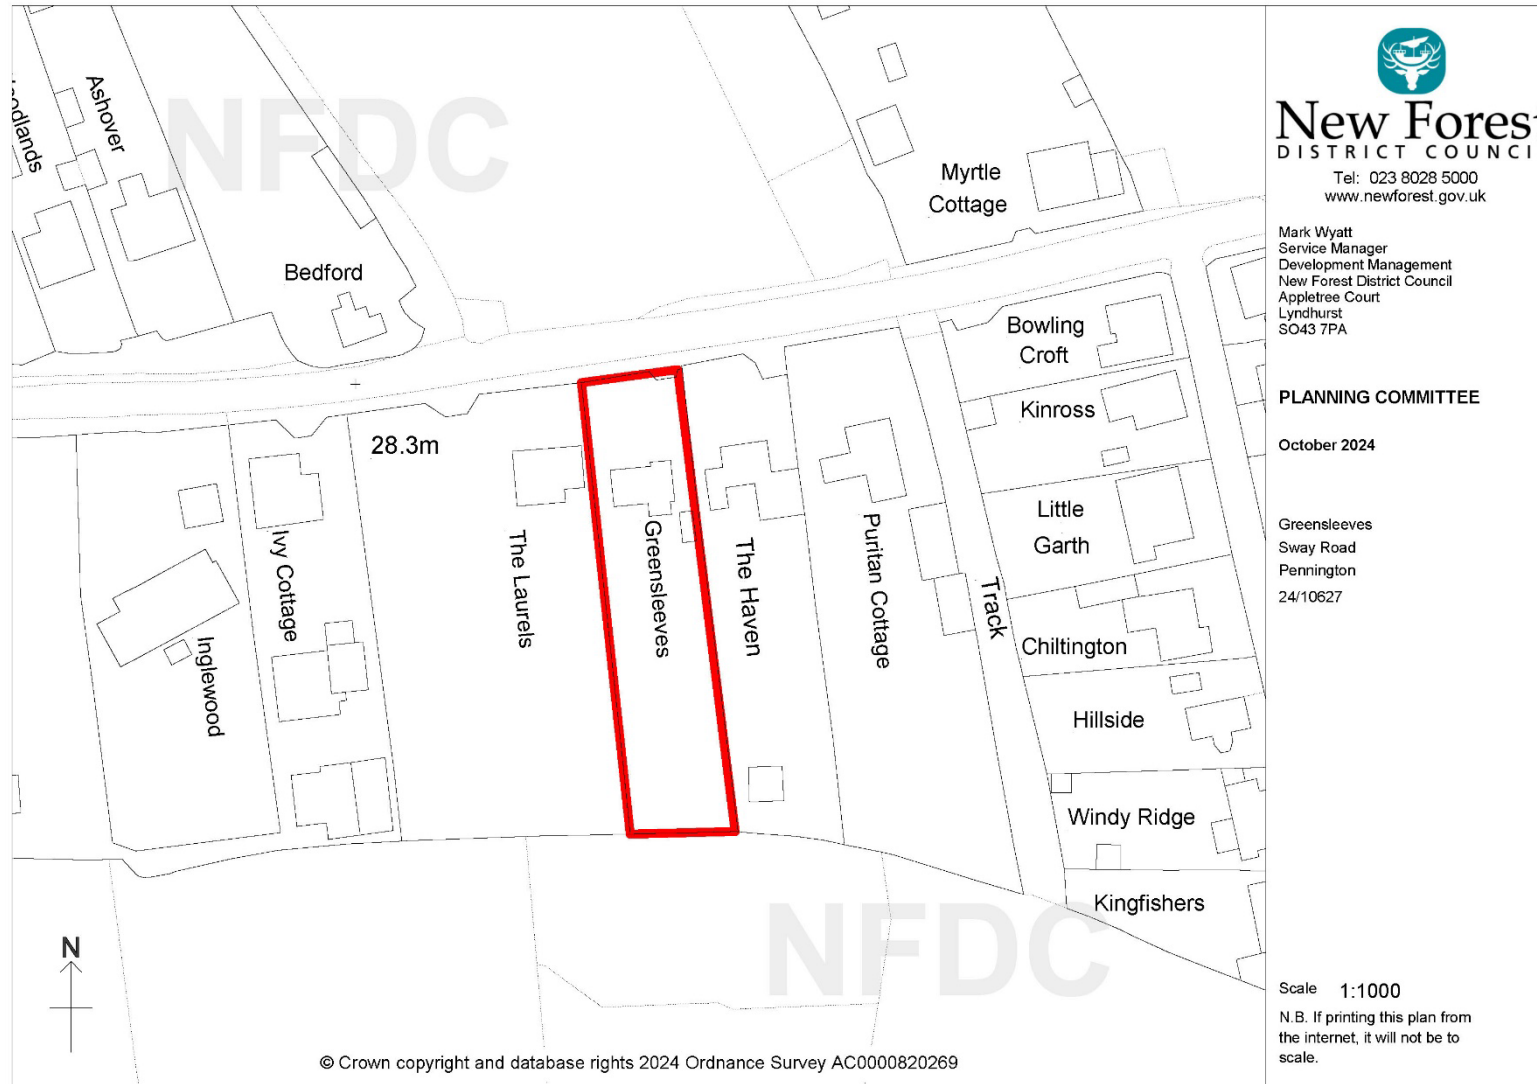 NFDC
Ashover
Myrtle
Cottage
Bedford
Bowling
Croft
Kinross
28.3m
Little
Garth
Ivy Cottage
The Laurels
Greensleeves
The Haven
Puritan Cottage
Track
Inglewood
Chiltington
Hillside
Windy Ridge
Kingfishers
NFDC
N
© Crown copyright and database rights 2024 Ordnance Survey AC0000820269
New Forest
DISTRICT COUNCI
Tel: 023 8028 5000
www.newforest.gov.uk
Mark Wyatt
Service Manager
Development Management
New Forest District Council
Appletree Court
Lyndhurst
SO43 7PA
PLANNING COMMITTEE
October 2024
Greensleeves
Sway Road
Pennington
24/10627
Scale 1:1000
N.B. If printing this plan from
the internet, it will not be to
scale.